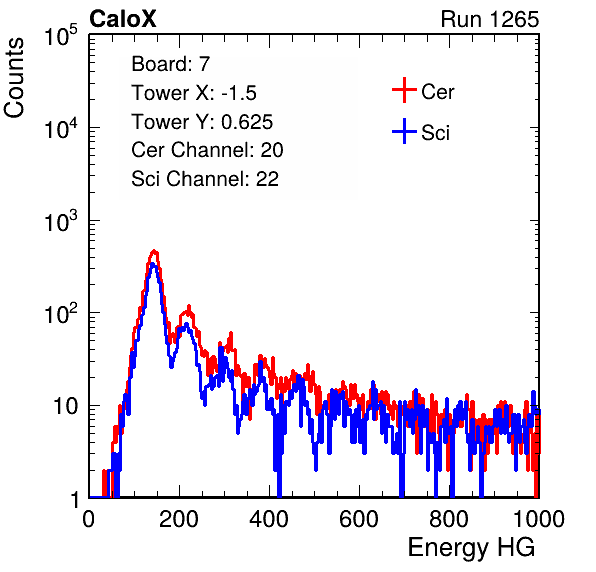 CaloX Run 1265
Counts
Board: 7
Tower X: -1.5
Tower Y: 0.625
Cer Channel: 20
Sci Channel: 22
Cer
Sci
10^5
10^4
10^3
10^2
10
1
0 200 400 600 800 1000
Energy HG